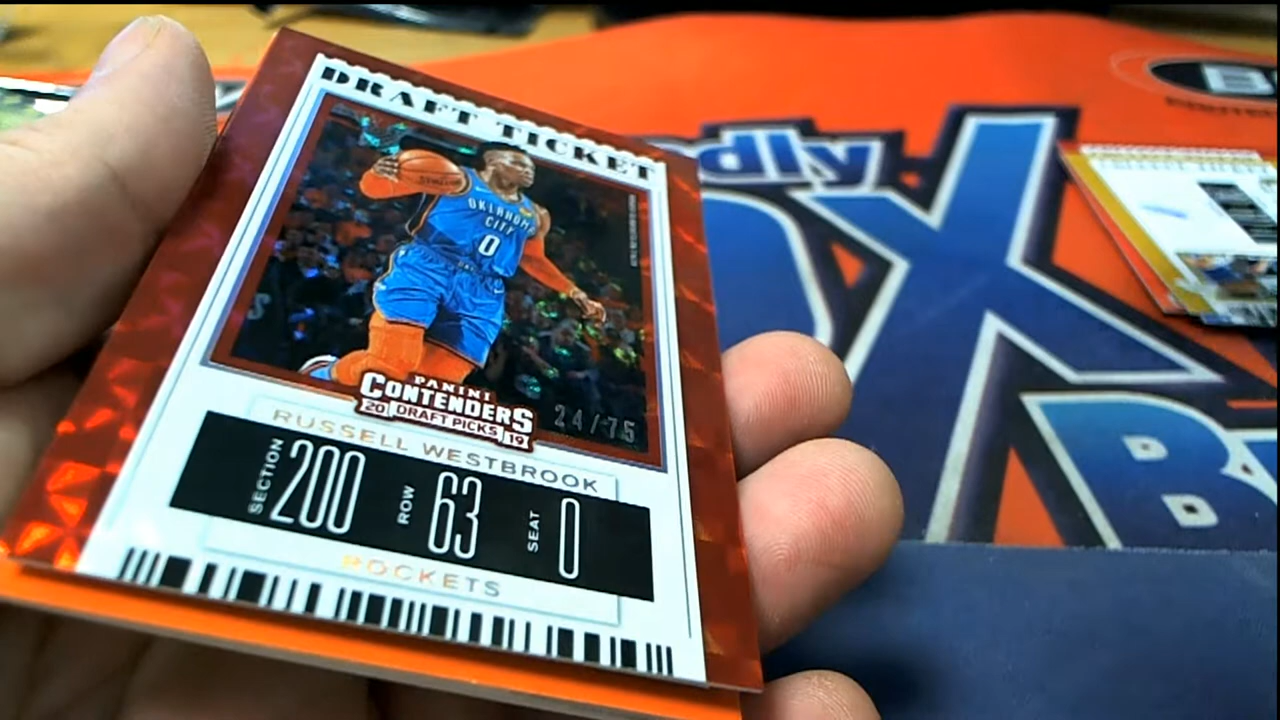 DRAFT TICKET
SPALDING
OKLAHOMA
CITY
0
PANINI
CONTENDERS
20 DRAFT PICKS 19
24/75
RUSSELL WESTBROOK
SECTION 200 ROW 63 SEAT 0
ROCKETS
dly
B